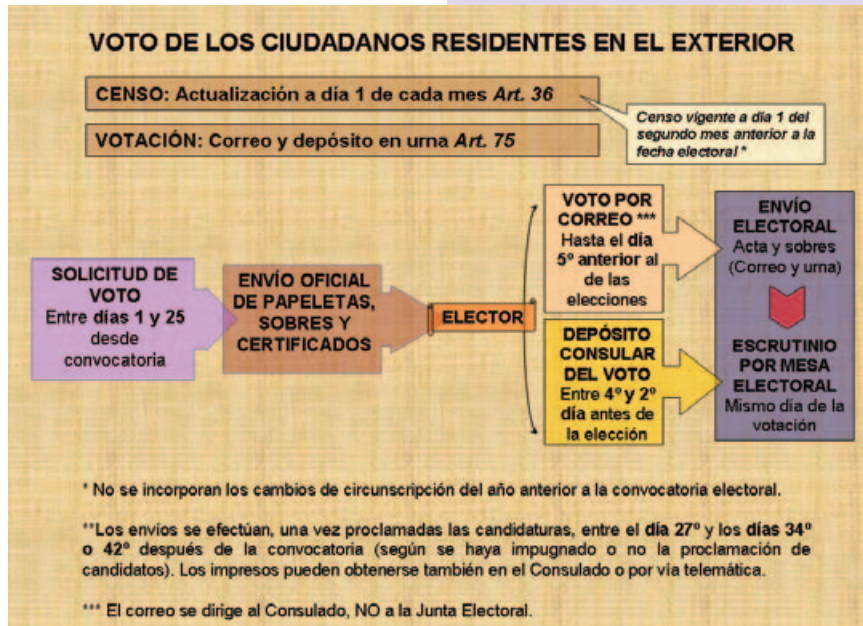 VOTO DE LOS CIUDADANOS RESIDENTES EN EL EXTERIOR
CENSO: Actualización a día 1 de cada mes Art. 36
Censo vigente a día 1 del
segundo mes anterior a la
fecha electoral *
VOTACIÓN: Correo y depósito en urna Art. 75
SOLICITUD DE
VOTO
Entre días 1 y 25
desde
convocatoria
ENVÍO OFICIAL
DE PAPELETAS,
SOBRES Y
CERTIFICADOS
ELECTOR
VOTO POR
CORREO ***
Hasta el día
5º anterior al
de las
elecciones
DEPÓSITO
CONSULAR
DEL VOTO
Entre 4º y 2º
día antes de
la elección
ENVÍO
ELECTORAL
Acta y sobres
(Correo y urna)
ESCRUTINIO
POR MESA
ELECTORAL
Mismo día de la
votación
* No se incorporan los cambios de circunscripción del año anterior a la convocatoria electoral.
**Los envíos se efectúan, una vez proclamadas las candidaturas, entre el día 27º y los días 34º
o 42º después de la convocatoria (según se haya impugnado o no la proclamación de
candidatos). Los impresos pueden obtenerse también en el Consulado o por vía telemática.
*** El correo se dirige al Consulado, NO a la Junta Electoral.